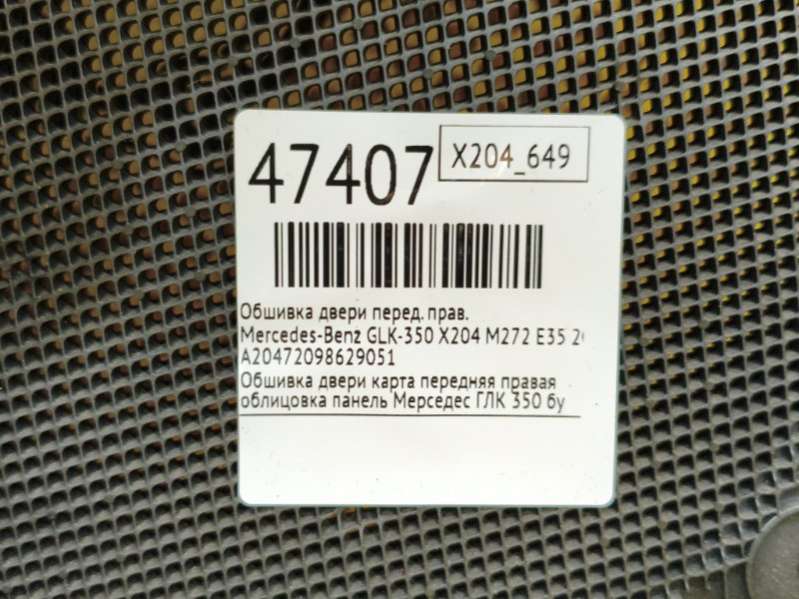 47407
X204_649
Обшивка двери перед. прав.
Mercedes-Benz GLK-350 X204 M272 E35
A20472098629051
Обшивка двери карта передняя правая
облицовка панель Мерседес ГЛК 350 бу